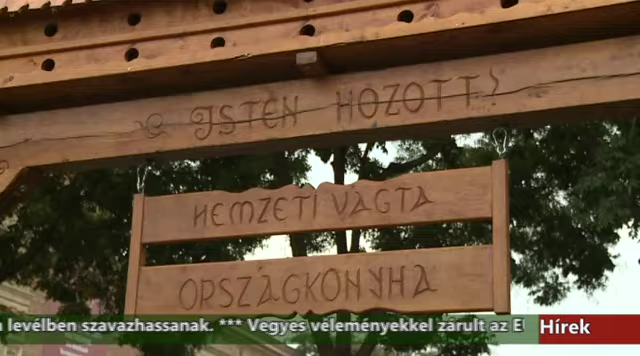 ISTEN HOZOTT!
NEMZETI VÁGTA
ORSZÁGKONYHA
levélben szavazhassanak. *** Vegyes véleményekkel zárult az E
Hírek